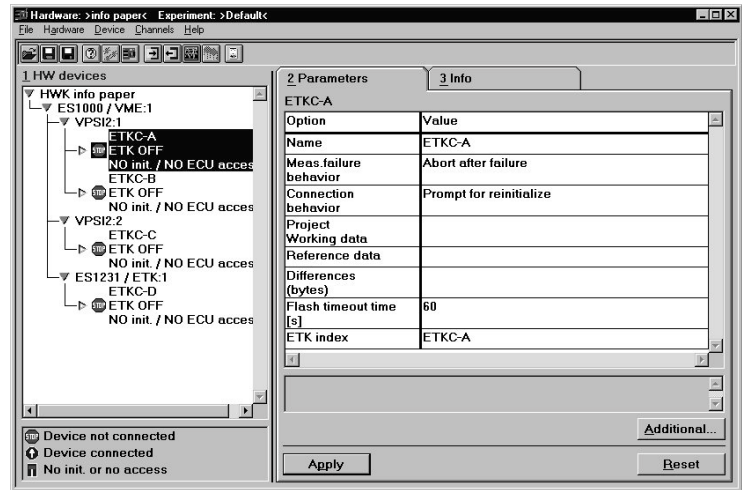 Hardware: >info paper<  Experiment: >Default<
File Hardware Device Channels Help
1 HW devices
HWK info paper
ES1000 / VME:1
VPSI2:1
ETKC-A
STOP ETK OFF
NO init. / NO ECU acces
ETKC-B
STOP ETK OFF
NO init. / NO ECU acces
VPSI2:2
ETKC-C
STOP ETK OFF
NO init. / NO ECU acces
ES1231 / ETK:1
ETKC-D
STOP ETK OFF
NO init. / NO ECU acces
STOP Device not connected
Device connected
No init. or no access
2 Parameters 3 Info
ETKC-A
Option Value
Name ETKC-A
Meas.failure Abort after failure
behavior
Connection Prompt for reinitialize
behavior
Project
Working data
Reference data
Differences
(bytes)
Flash timeout time 60
[s]
ETK index ETKC-A
Additional...
Apply Reset